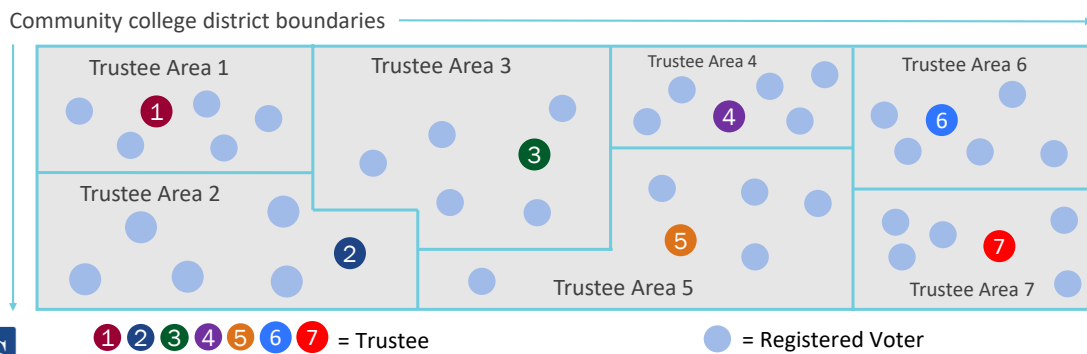 Community college district boundaries
Trustee Area 1
Trustee Area 3
Trustee Area 4
Trustee Area 6
1
4
6
3
Trustee Area 2
2
5
7
Trustee Area 5
Trustee Area 7
1 2 3 4 5 6 7 = Trustee
= Registered Voter